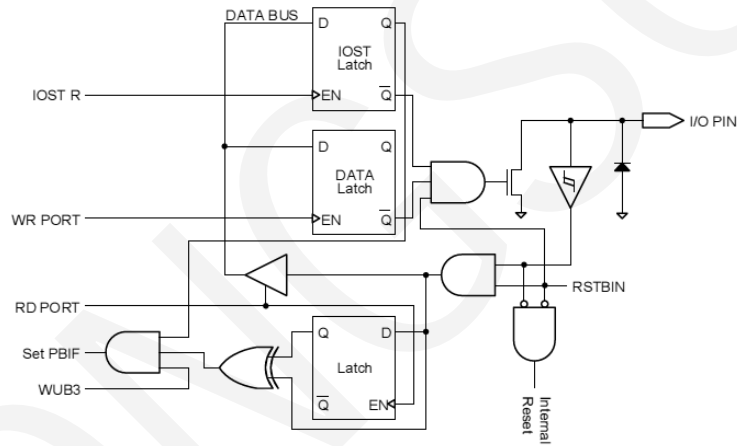 DATA BUS
D
Q
IOST
Latch
IOST R
EN
Q
I/O PIN
D
Q
DATA
Latch
WR PORT
EN
Q
RSTBIN
RD PORT
Q
D
Set PBIF
Latch
WUB3
Q
EN
Internal
Reset